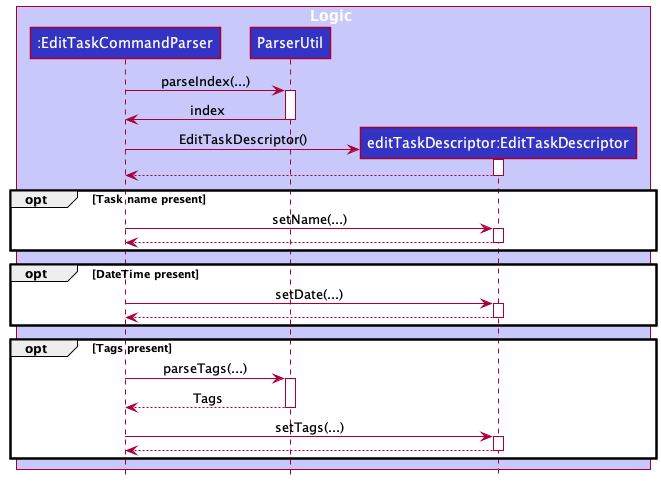 Logic
:EditTaskCommandParser
ParserUtil
parseIndex(...)
index
EditTaskDescriptor()
editTaskDescriptor:EditTaskDescriptor
opt
[Task name present]
setName(...)
opt
[DateTime present]
setDate(...)
opt
[Tags present]
parseTags(...)
Tags
setTags(...)